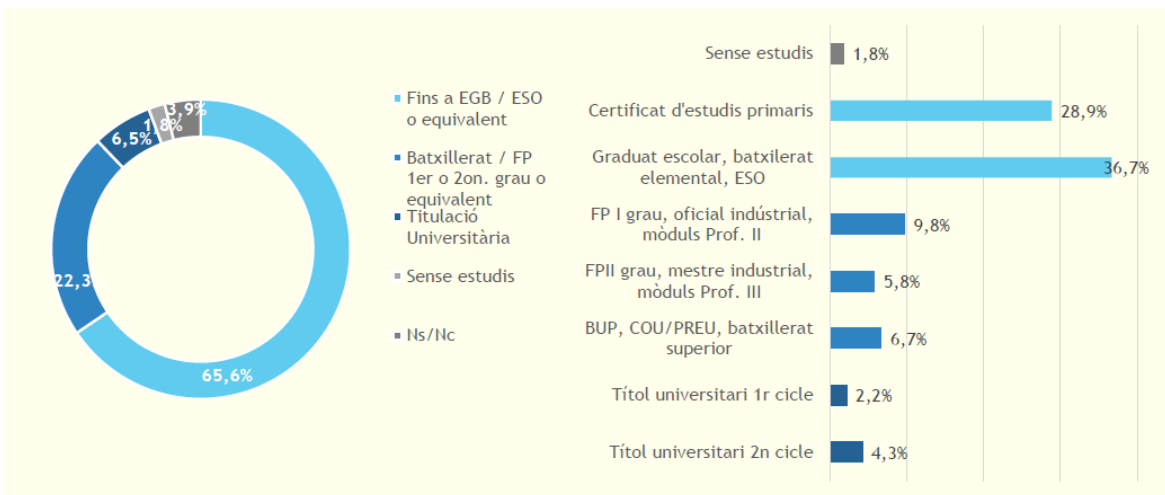 3,9%
1,8%
6,5%
22,3
65,6%
Fins a EGB / ESO
o equivalent
Batxillerat / FP
1er o 2on. grau o
equivalent
Titulació
Universitària
Sense estudis
Ns/Nc
Sense estudis
1,8%
Certificat d'estudis primaris
28,9%
Graduat escolar, batxilerat
elemental, ESO
36,7%
FP I grau, oficial indústrial,
mòduls Prof. II
9,8%
FPII grau, mestre industrial,
mòduls Prof. III
5,8%
BUP, COU/PREU, batxillerat
superior
6,7%
Títol universitari 1r cicle
2,2%
Títol universitari 2n cicle
4,3%